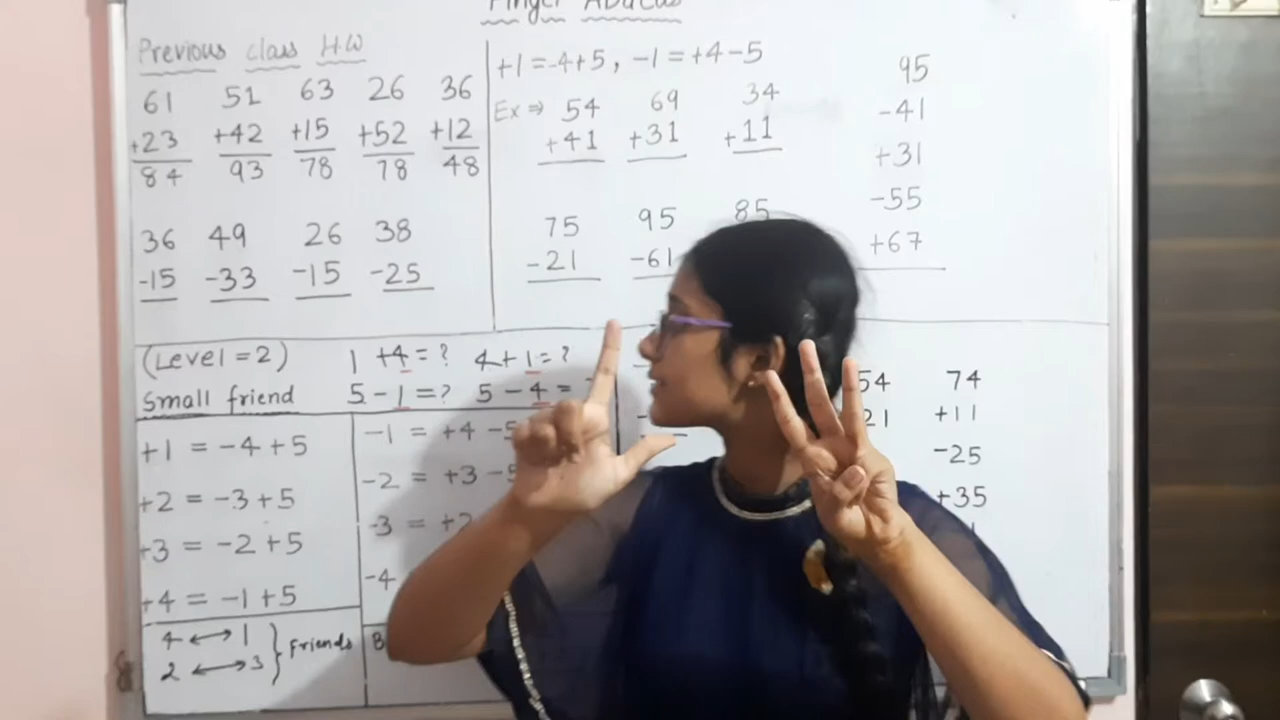 Finger Abacus
Previous class H.W
61 51 63 26 36
+23 +42 +15 +52 +12
84 93 78 78 48
36 49 26 38
-15 -33 -15 -25
+1 = -4+5, -1 = +4-5
Ex ⇒ 54 69 34
+41 +31 +11
75 95 85
-21 -61
95
-41
+31
-55
+67
(Level = 2) 1 +4 = ? 4+1 = ?
Small friend 5-1 = ? 5-4 =
+1 = -4+5
+2 = -3+5
+3 = -2+5
+4 = -1+5
-1 = +4-5
-2 = +3-5
-3 = +2
-4
4 ↔ 1
2 ↔ 3
} Friends
B
54 74
21 +11
-25
+35